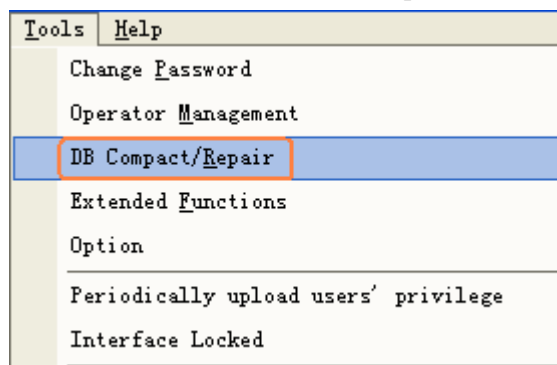 Tools Help
Change Password
Operator Management
DB Compact/Repair
Extended Functions
Option
Periodically upload users' privilege
Interface Locked